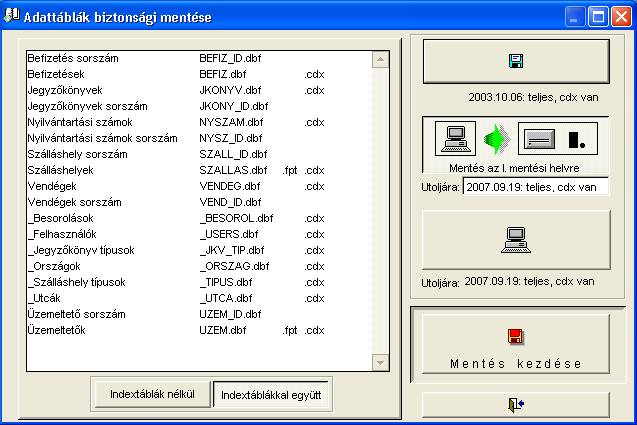 Adattáblák biztonsági mentése
Befizetés sorszám BEFIZ_ID.dbf
Befizetések BEFIZ.dbf .cdx
Jegyzőkönyvek JKONYV.dbf .cdx
Jegyzőkönyvek sorszám JKONY_ID.dbf
Nyilvántartási számok NYSZAM.dbf .cdx
Nyilvántartási számok sorszám NYSZ_ID.dbf
Szálláshely sorszám SZALL_ID.dbf
Szálláshelyek SZALLAS.dbf .fpt .cdx
Vendégek VENDEG.dbf .cdx
Vendégek sorszám VEND_ID.dbf
_Besorolások _BESOROL.dbf .cdx
_Felhasználók _USERS.dbf .cdx
_Jegyzőkönyv típusok _JKV_TIP.dbf .cdx
_Országok _ORSZAG.dbf .cdx
_Szálláshely típusok _TIPUS.dbf .cdx
_Utcák _UTCA.dbf .cdx
Üzemeltető sorszám UZEM_ID.dbf
Üzemeltetők UZEM.dbf .fpt .cdx
Indextáblák nélkül
Indextáblákkal együtt
2003.10.06: teljes, cdx van
Mentés az I. mentési helyre
Utoljára: 2007.09.19: teljes, cdx van
Utoljára: 2007.09.19: teljes, cdx van
Mentés kezdése